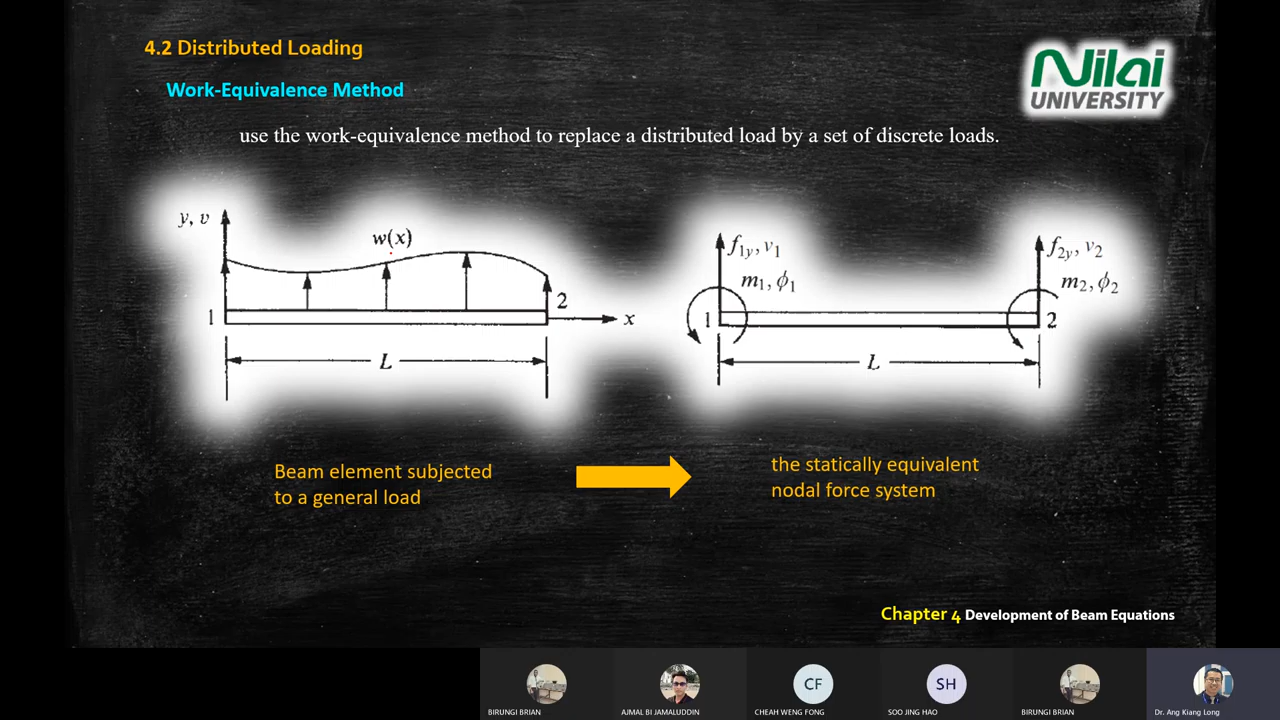 4.2 Distributed Loading
Nilai
UNIVERSITY
Work-Equivalence Method
use the work-equivalence method to replace a distributed load by a set of discrete loads.
y, υ
w(x)
1
2
x
L
f1y, v1
m1, ϕ1
1
f2y, v2
m2, ϕ2
2
L
Beam element subjected
to a general load
the statically equivalent
nodal force system
Chapter 4 Development of Beam Equations
CF
SH
BIRUNGI BRIAN
AJMAL BI JAMALUDDIN
CHEAH WENG FONG
SOO JING HAO
BIRUNGI BRIAN
Dr. Ang Kiang Long